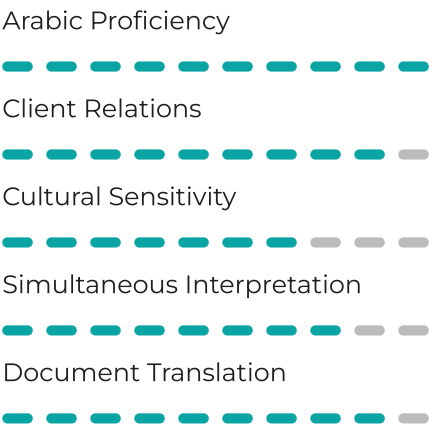 Arabic Proficiency
Client Relations
Cultural Sensitivity
Simultaneous Interpretation
Document Translation